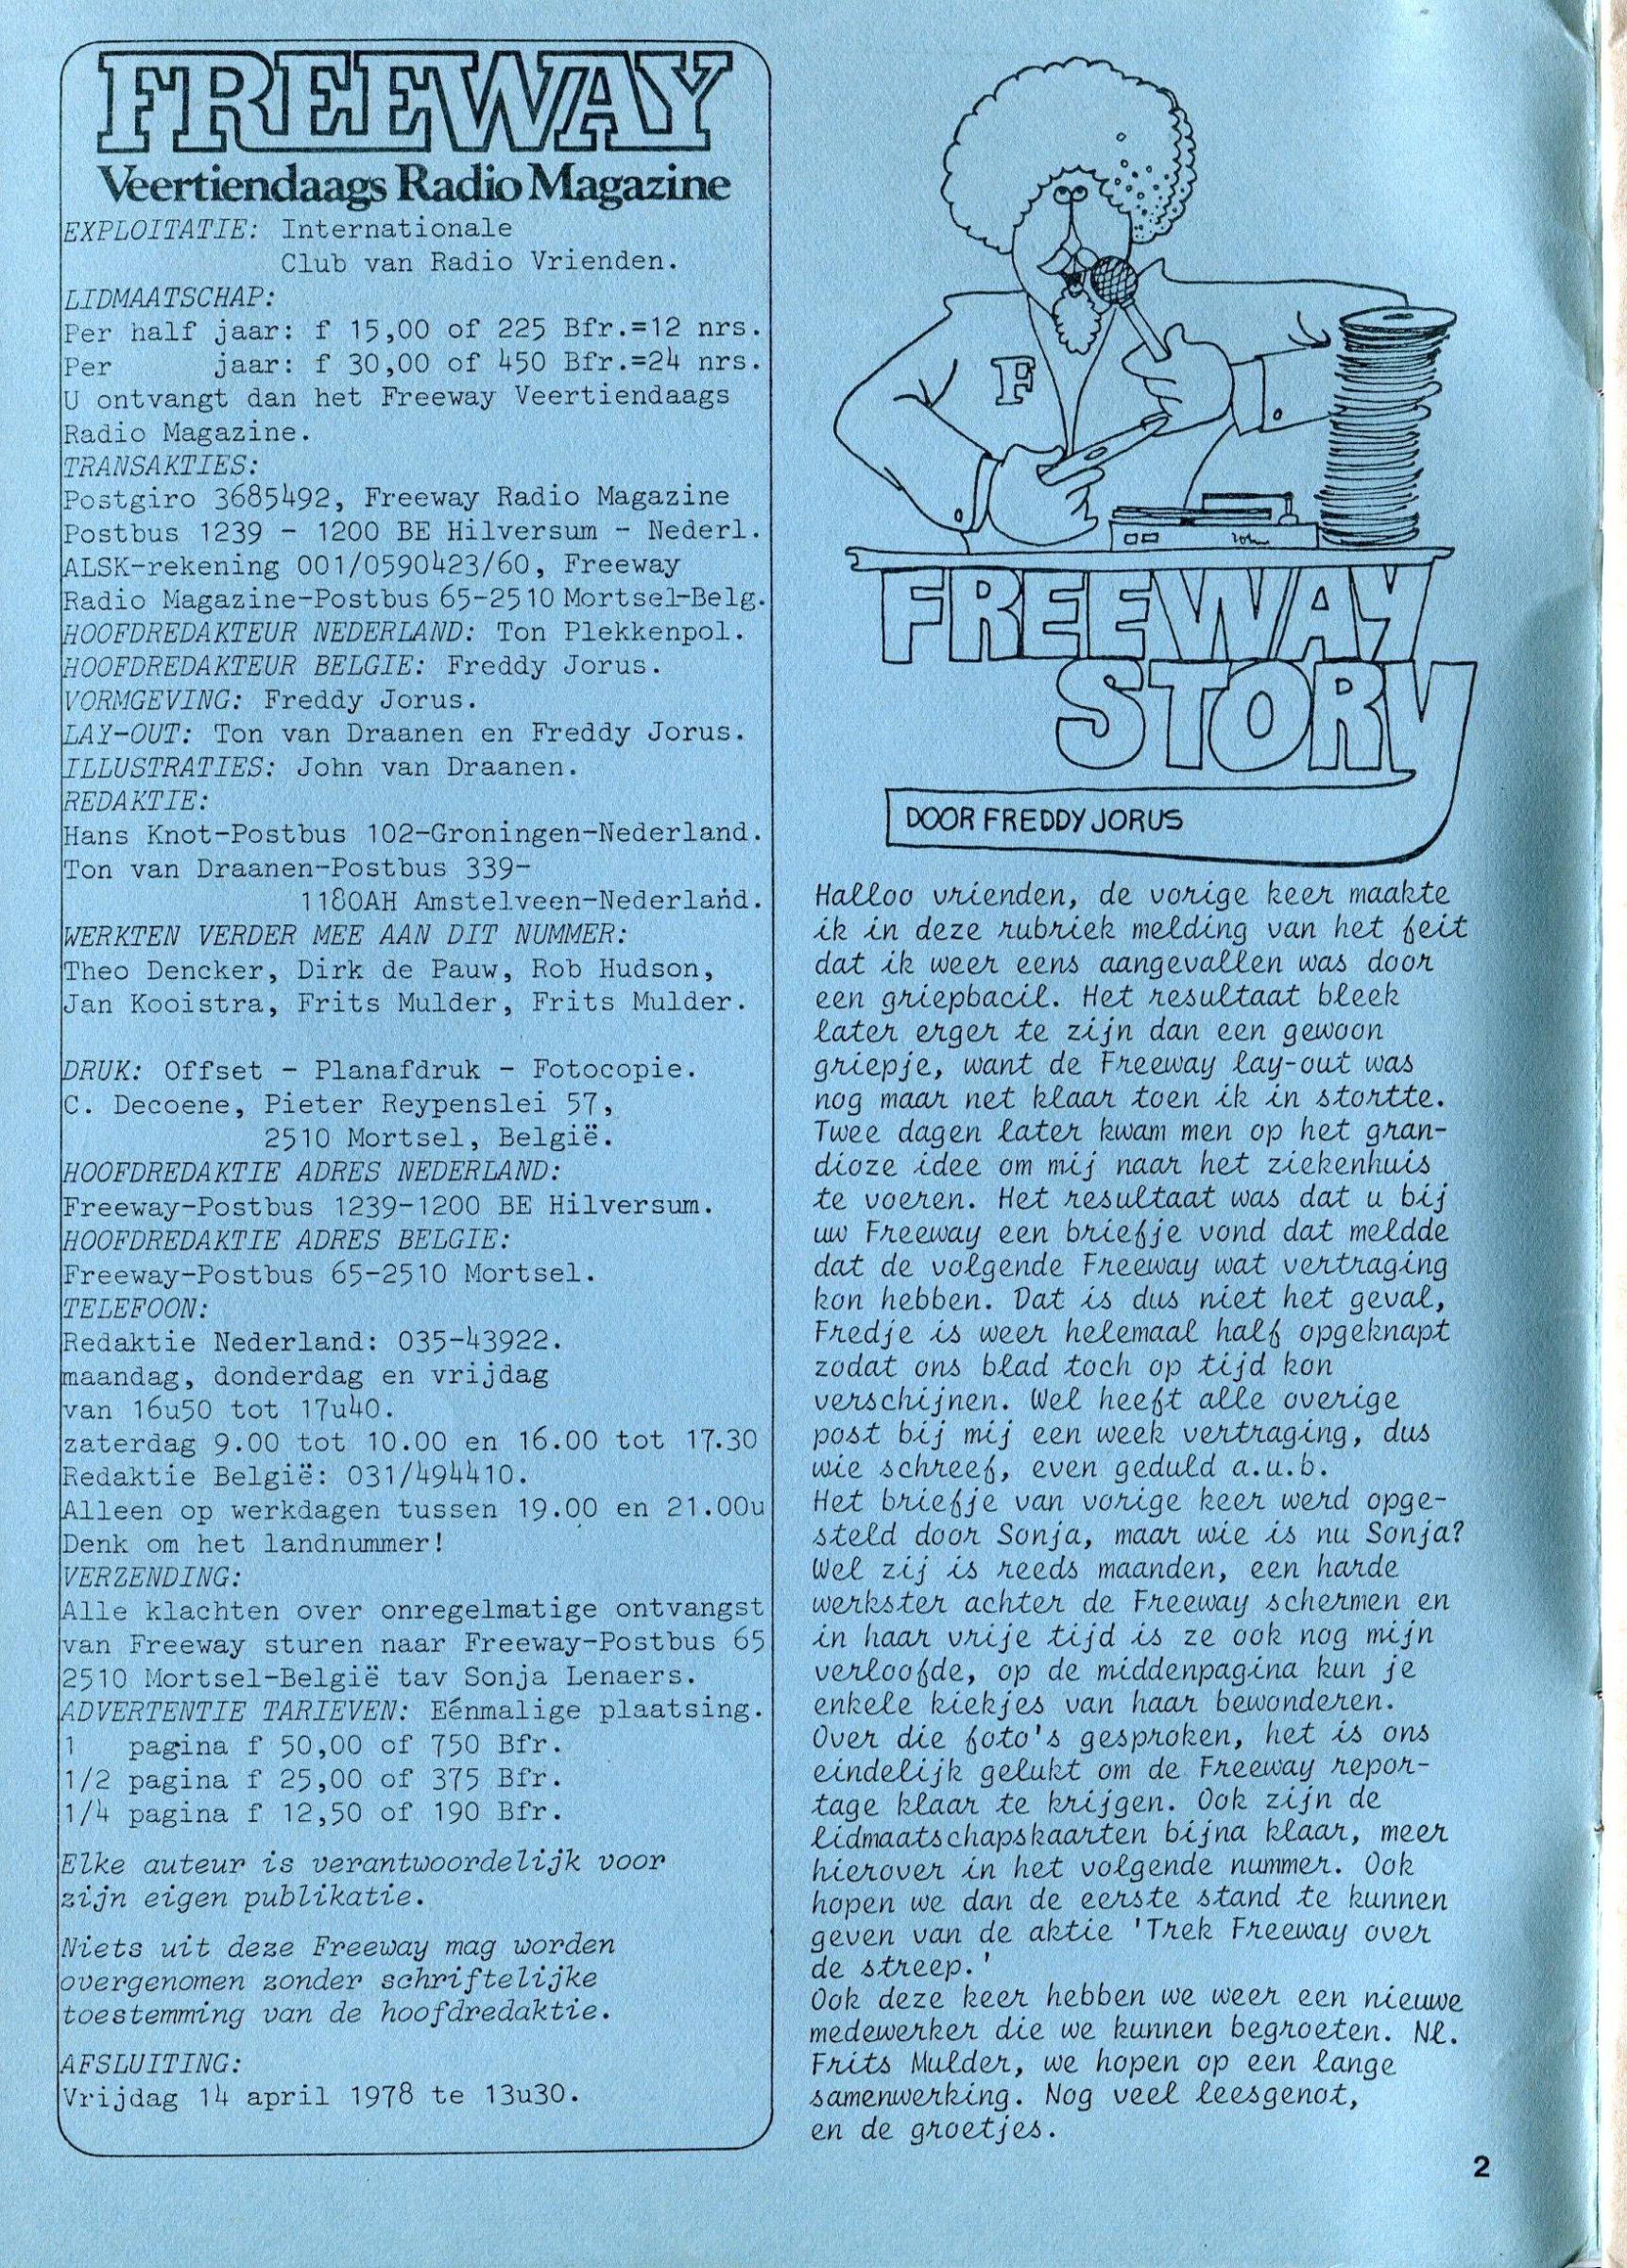 FREEWAY
Veertiendaags Radio Magazine
EXPLOITATIE: Internationale
Club van Radio Vrienden.
LIDMAATSCHAP:
Per half jaar: f 15,00 of 225 Bfr.=12 nrs.
Per jaar: f 30,00 of 450 Bfr.=24 nrs.
U ontvangt dan het Freeway Veertiendaags
Radio Magazine.
TRANSAKTIES:
Postgiro 3685492, Freeway Radio Magazine
Postbus 1239 - 1200 BE Hilversum - Nederl.
ALSK-rekening 001/0590423/60, Freeway
Radio Magazine-Postbus 65-2510 Mortsel-Belg.
HOOFDREDAKTEUR NEDERLAND: Ton Plekkenpol.
HOOFDREDAKTEUR BELGIE: Freddy Jorus.
VORMGEVING: Freddy Jorus.
LAY-OUT: Ton van Draanen en Freddy Jorus.
ILLUSTRATIES: John van Draanen.
REDAKTIE:
Hans Knot-Postbus 102-Groningen-Nederland.
Ton van Draanen-Postbus 339-
1180AH Amstelveen-Nederland.
WERKTEN VERDER MEE AAN DIT NUMMER:
Theo Dencker, Dirk de Pauw, Rob Hudson,
Jan Kooistra, Frits Mulder, Frits Mulder.
DRUK: Offset - Planafdruk - Fotocopie.
C. Decoene, Pieter Reypenslei 57,
2510 Mortsel, België.
HOOFDREDAKTIE ADRES NEDERLAND:
Freeway-Postbus 1239-1200 BE Hilversum.
HOOFDREDAKTIE ADRES BELGIE:
Freeway-Postbus 65-2510 Mortsel.
TELEFOON:
Redaktie Nederland: 035-43922.
maandag, donderdag en vrijdag
van 16u50 tot 17u40.
zaterdag 9.00 tot 10.00 en 16.00 tot 17.30
Redaktie België: 031/494410.
Alleen op werkdagen tussen 19.00 en 21.00u
Denk om het landnummer!
VERZENDING:
Alle klachten over onregelmatige ontvangst
van Freeway sturen naar Freeway-Postbus 65
2510 Mortsel-België tav Sonja Lenaers.
ADVERTENTIE TARIEVEN: Eénmalige plaatsing.
1 pagina f 50,00 of 750 Bfr.
1/2 pagina f 25,00 of 375 Bfr.
1/4 pagina f 12,50 of 190 Bfr.
Elke auteur is verantwoordelijk voor
zijn eigen publikatie.
Niets uit deze Freeway mag worden
overgenomen zonder schriftelijke
toestemming van de hoofdredaktie.
AFSLUITING:
Vrijdag 14 april 1978 te 13u30.
F
John
FREEWAY
STORY
DOOR FREDDY JORUS
Halloo vrienden, de vorige keer maakte
ik in deze rubriek melding van het feit
dat ik weer eens aangevallen was door
een griepbacil. Het resultaat bleek
later erger te zijn dan een gewoon
griepje, want de Freeway lay-out was
nog maar net klaar toen ik in stortte.
Twee dagen later kwam men op het gran-
dioze idee om mij naar het ziekenhuis
te voeren. Het resultaat was dat u bij
uw Freeway een briefje vond dat meldde
dat de volgende Freeway wat vertraging
kon hebben. Dat is dus niet het geval,
Fredje is weer helemaal half opgeknapt
zodat ons blad toch op tijd kon
verschijnen. Wel heeft alle overige
post bij mij een week vertraging, dus
wie schreef, even geduld a.u.b.
Het briefje van vorige keer werd opge-
steld door Sonja, maar wie is nu Sonja?
Wel zij is reeds maanden, een harde
werkster achter de Freeway schermen en
in haar vrije tijd is ze ook nog mijn
verloofde, op de middenpagina kun je
enkele kiekjes van haar bewonderen.
Over die foto's gesproken, het is ons
eindelijk gelukt om de Freeway repor-
tage klaar te krijgen. Ook zijn de
lidmaatschapskaarten bijna klaar, meer
hierover in het volgende nummer. Ook
hopen we dan de eerste stand te kunnen
geven van de aktie 'Trek Freeway over
de streep.'
Ook deze keer hebben we weer een nieuwe
medewerker die we kunnen begroeten. Nl.
Frits Mulder, we hopen op een lange
samenwerking. Nog veel leesgenot,
en de groetjes.
2